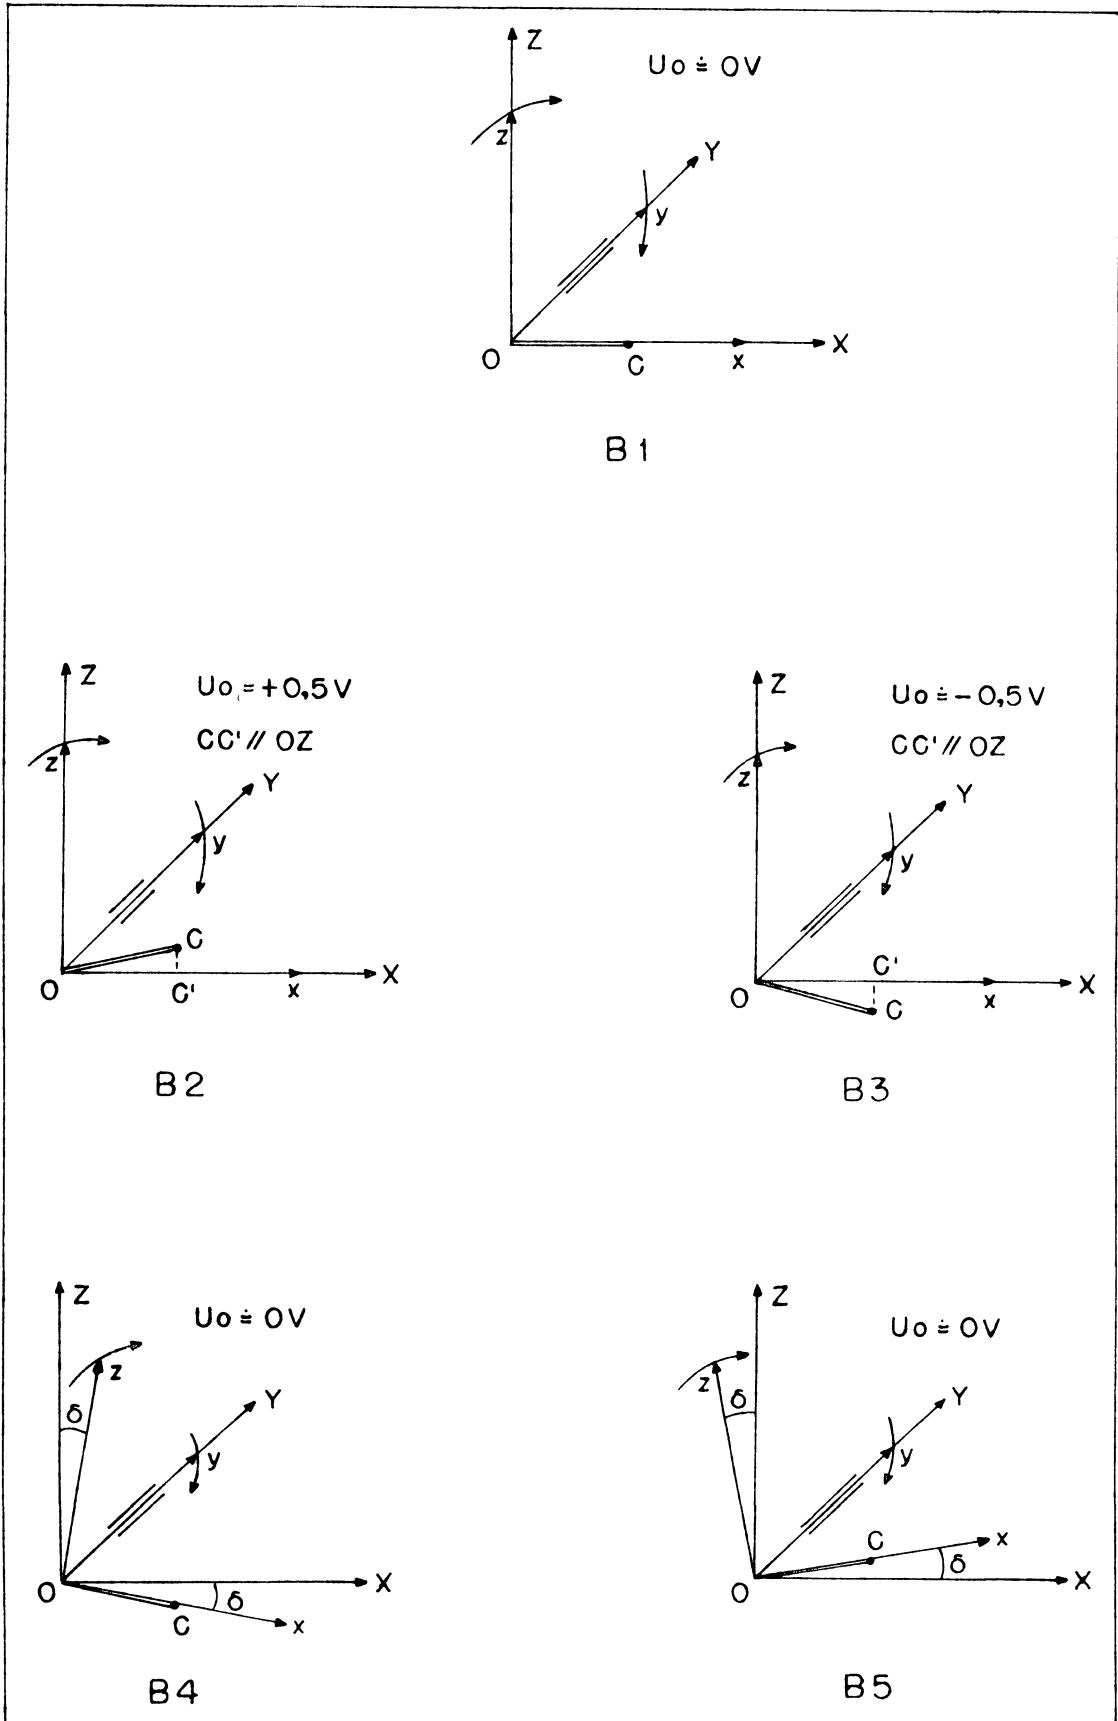 Z
Uo ≐ 0V
z
Y
y
O
C
x
X
B1
Z
Uo = +0,5V
CC' // OZ
z
Y
y
C
O
C'
x
X
B2
Z
Uo ≐ -0,5V
CC' // OZ
z
Y
y
C'
O
C
x
X
B3
Z
Uo ≐ 0V
z
δ
Y
y
O
δ
X
C
x
B4
Z
Uo ≐ 0V
z
δ
Y
y
C
x
O
δ
X
B5